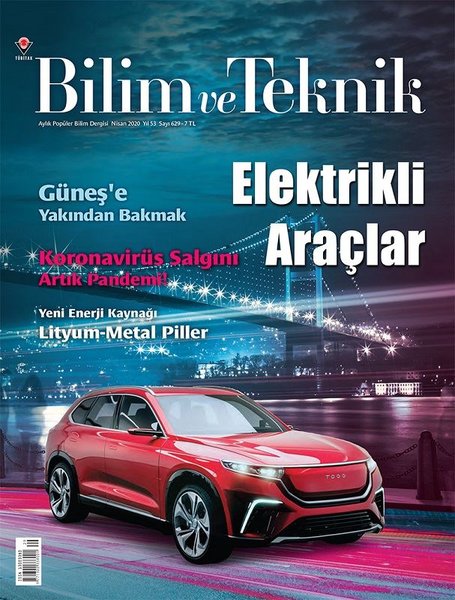 TÜBİTAK
Bilim ve Teknik
Aylık Popüler Bilim Dergisi Nisan 2020 Yıl 53 Sayı 629 - 7 TL
Elektrikli
Araçlar
Güneş'e
Yakından Bakmak
Koronavirüs Salgını
Artık Pandemi!
Yeni Enerji Kaynağı
Lityum-Metal Piller
TOGG